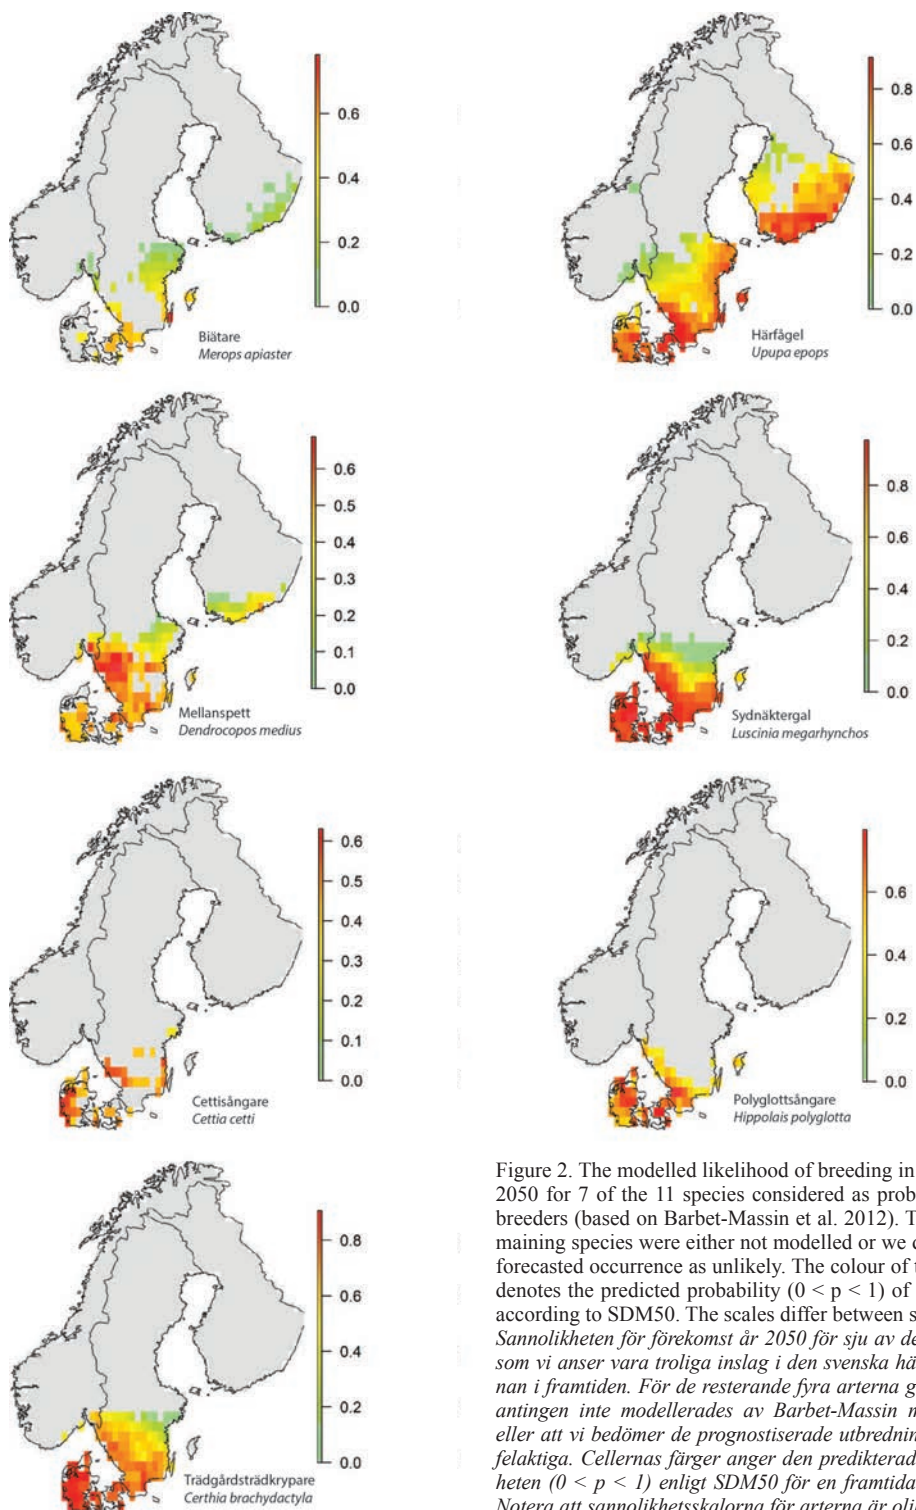 0.6
0.4
0.2
0.0
Biätare
Merops apiaster
0.8
0.6
0.4
0.2
0.0
Härfågel
Upupa epops
0.6
0.5
0.4
0.3
0.2
0.1
0.0
Mellanspett
Dendrocopos medius
0.8
0.6
0.4
0.2
0.0
Sydnäktergal
Luscinia megarhynchos
0.6
0.5
0.4
0.3
0.2
0.1
0.0
Cettisångare
Cettia cetti
0.6
0.4
0.2
0.0
Polyglottsångare
Hippolais polyglotta
0.8
0.6
0.4
0.2
0.0
Trädgårdsträdkrypare
Certhia brachydactyla
Figure 2. The modelled likelihood of breeding in
2050 for 7 of the 11 species considered as prob
breeders (based on Barbet-Massin et al. 2012). T
maining species were either not modelled or we c
forecasted occurrence as unlikely. The colour of t
denotes the predicted probability (0 < p < 1) of
according to SDM50. The scales differ between s
Sannolikheten för förekomst år 2050 för sju av de
som vi anser vara troliga inslag i den svenska hä
nan i framtiden. För de resterande fyra arterna g
antingen inte modellerades av Barbet-Massin m
eller att vi bedömer de prognostiserade utbrednin
felaktiga. Cellernas färger anger den predikterad
heten (0 < p < 1) enligt SDM50 för en framtida
Notera att sannolikhetsskalorna för arterna är oli